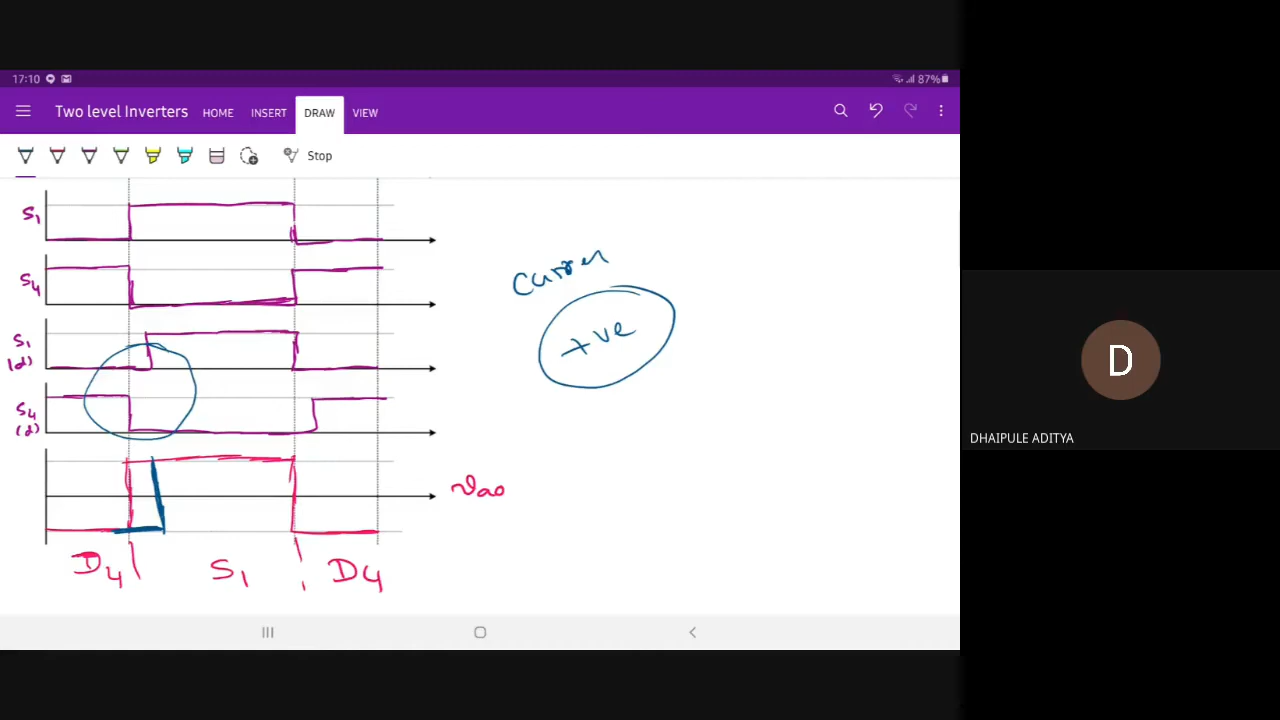 17:10 87%
Two level Inverters HOME INSERT DRAW VIEW
Stop
S1
S4
S1
(d)
S4
(d)
Curren
+ve
vao
D4 S1 D4
D
DHAIPULE ADITYA